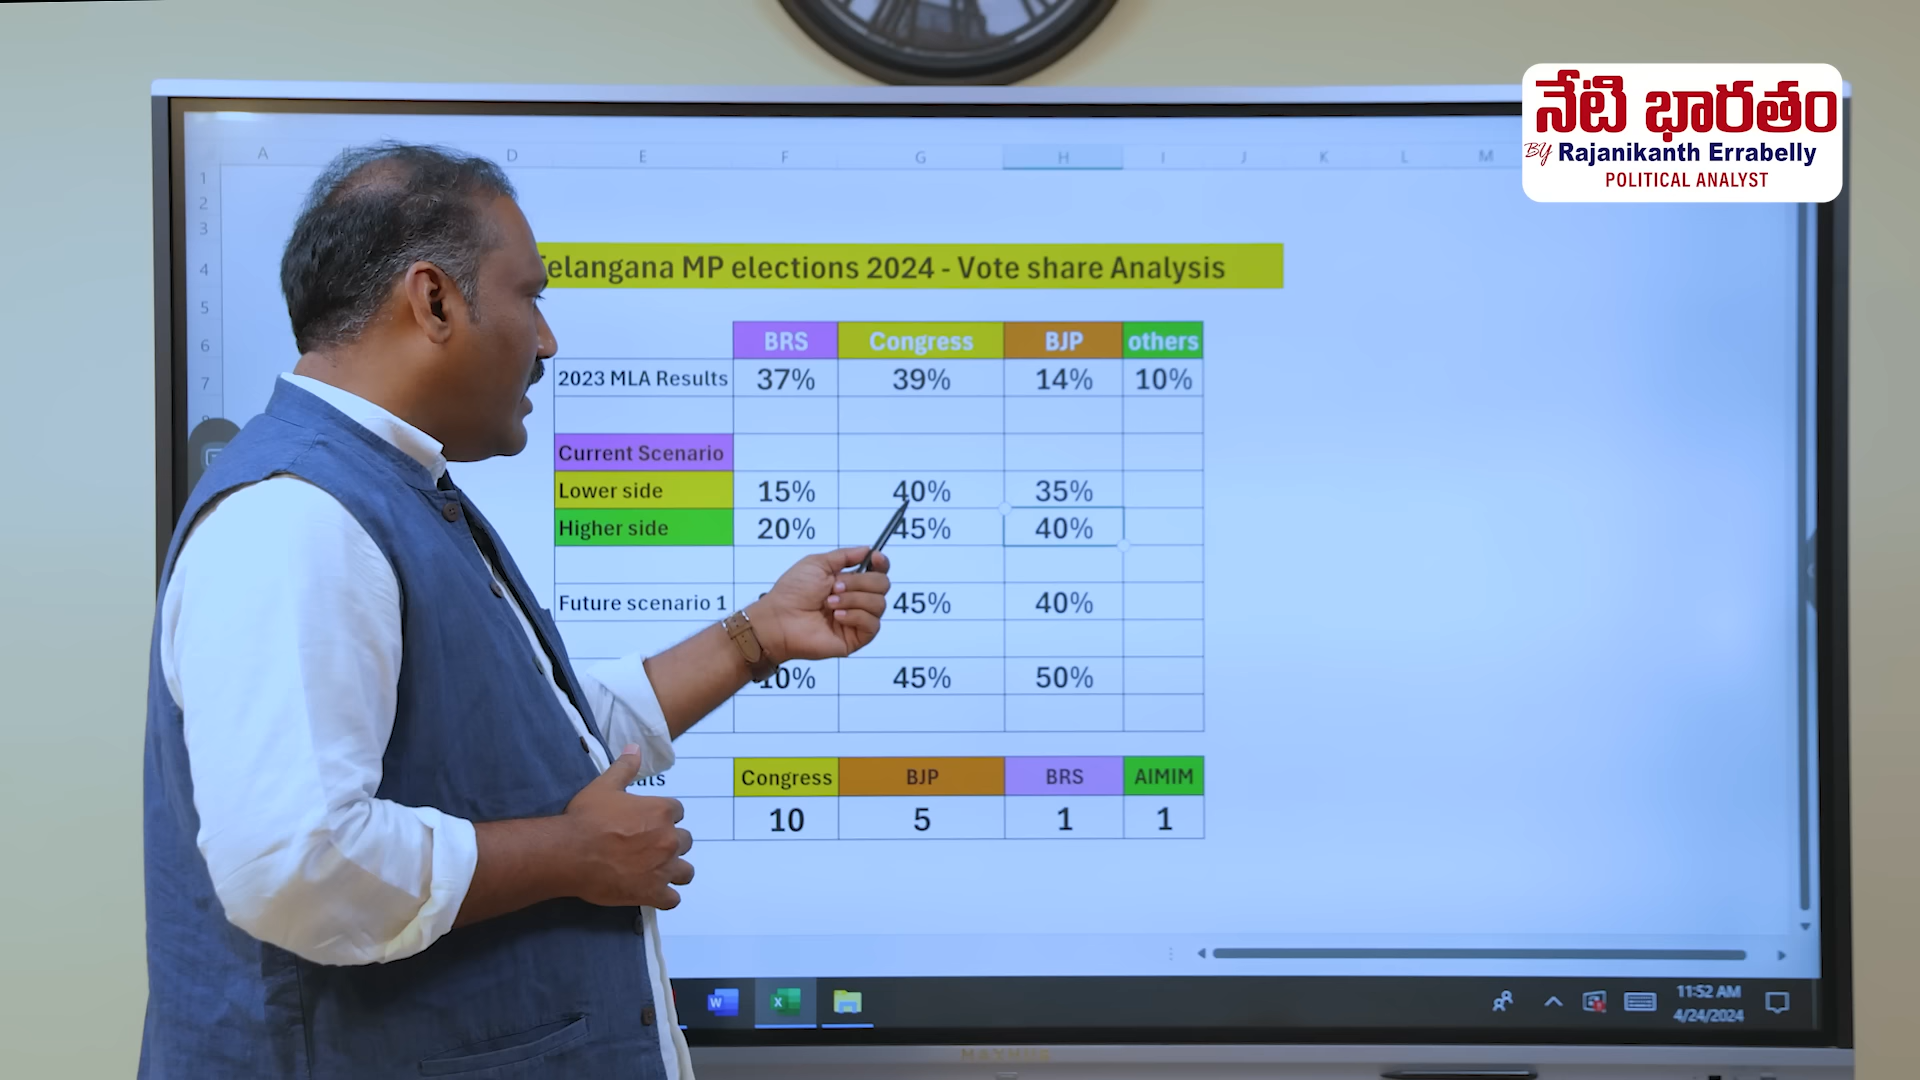 నేటి భారతం
BY Rajanikanth Errabelly
POLITICAL ANALYST
A D E F G H I J K L M
1
2
3
4
5
6
7
elangana MP elections 2024 - Vote share Analysis
BRS Congress BJP others
2023 MLA Results 37% 39% 14% 10%
Current Scenario
Lower side 15% 40% 35%
Higher side 20% 45% 40%
Future scenario 1 45% 40%
10% 45% 50%
Congress BJP BRS AIMIM
10 5 1 1
11:52 AM
4/24/2024
MAXHUB